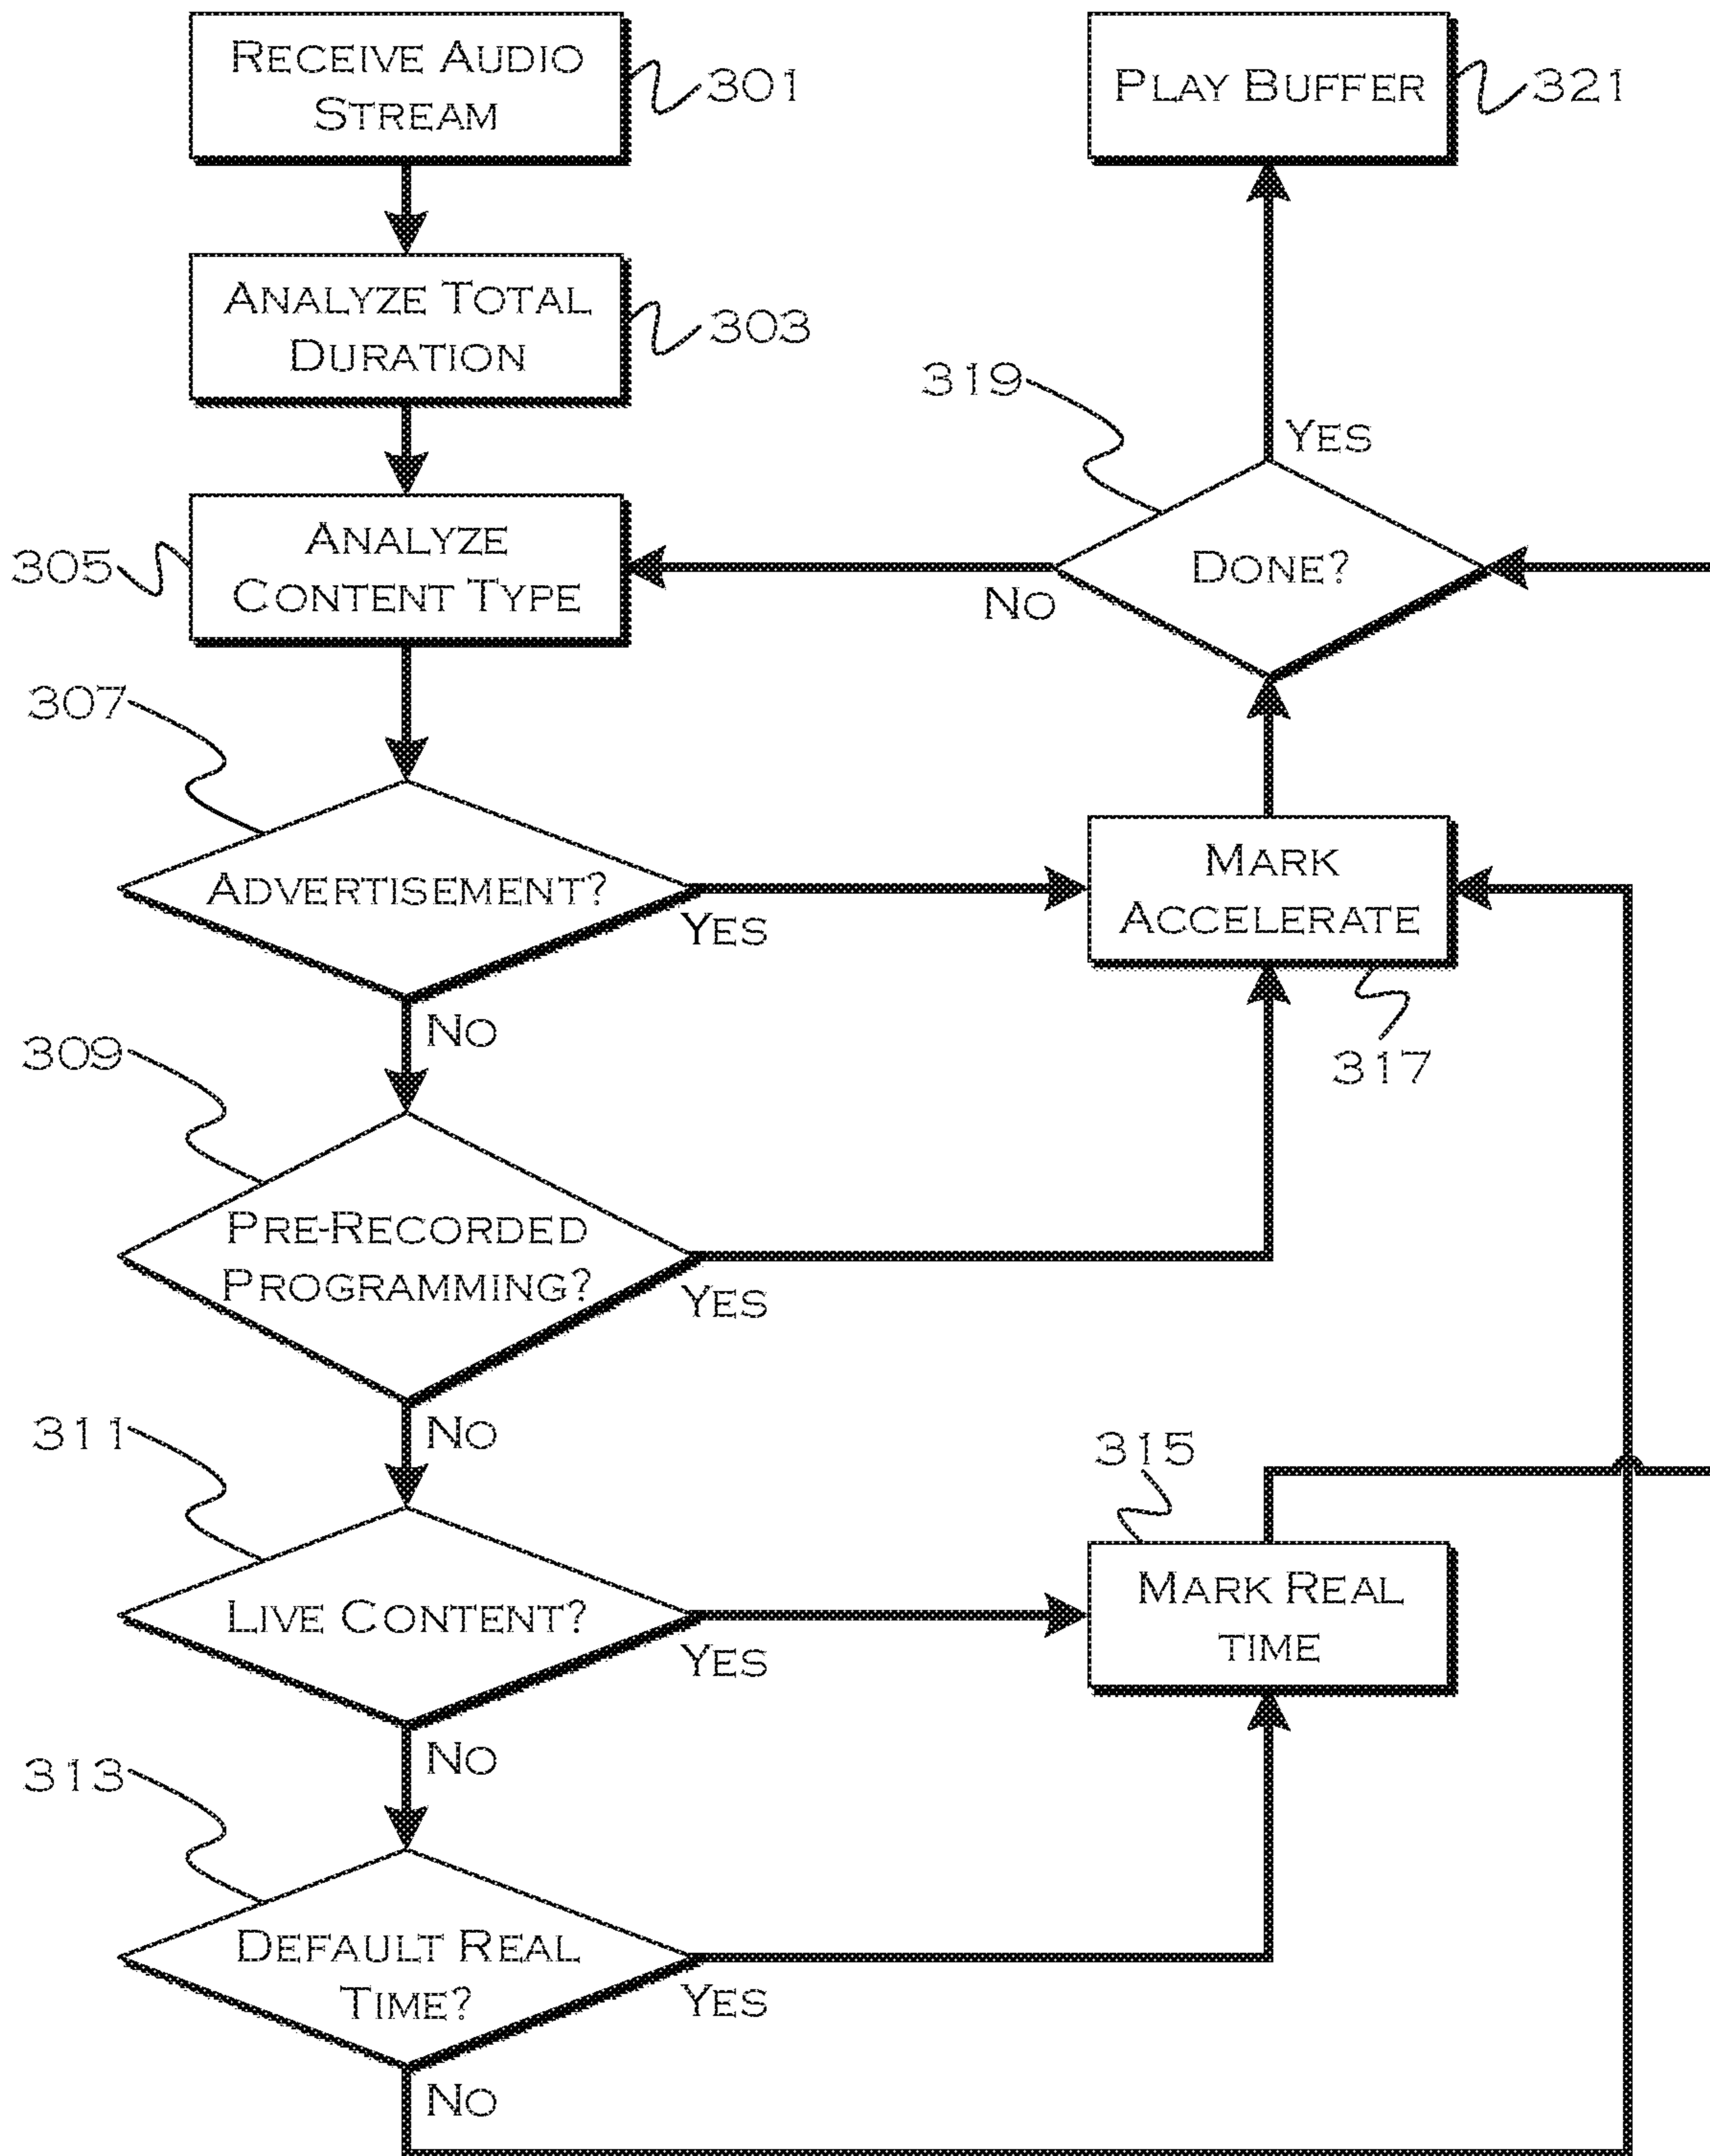 RECEIVE AUDIO
STREAM
301
PLAY BUFFER
321
ANALYZE TOTAL
DURATION
303
319
YES
ANALYZE
CONTENT TYPE
305
DONE?
NO
307
ADVERTISEMENT?
YES
NO
MARK
ACCELERATE
317
309
PRE-RECORDED
PROGRAMMING?
YES
NO
311
LIVE CONTENT?
YES
NO
315
MARK REAL
TIME
313
DEFAULT REAL
TIME?
YES
NO